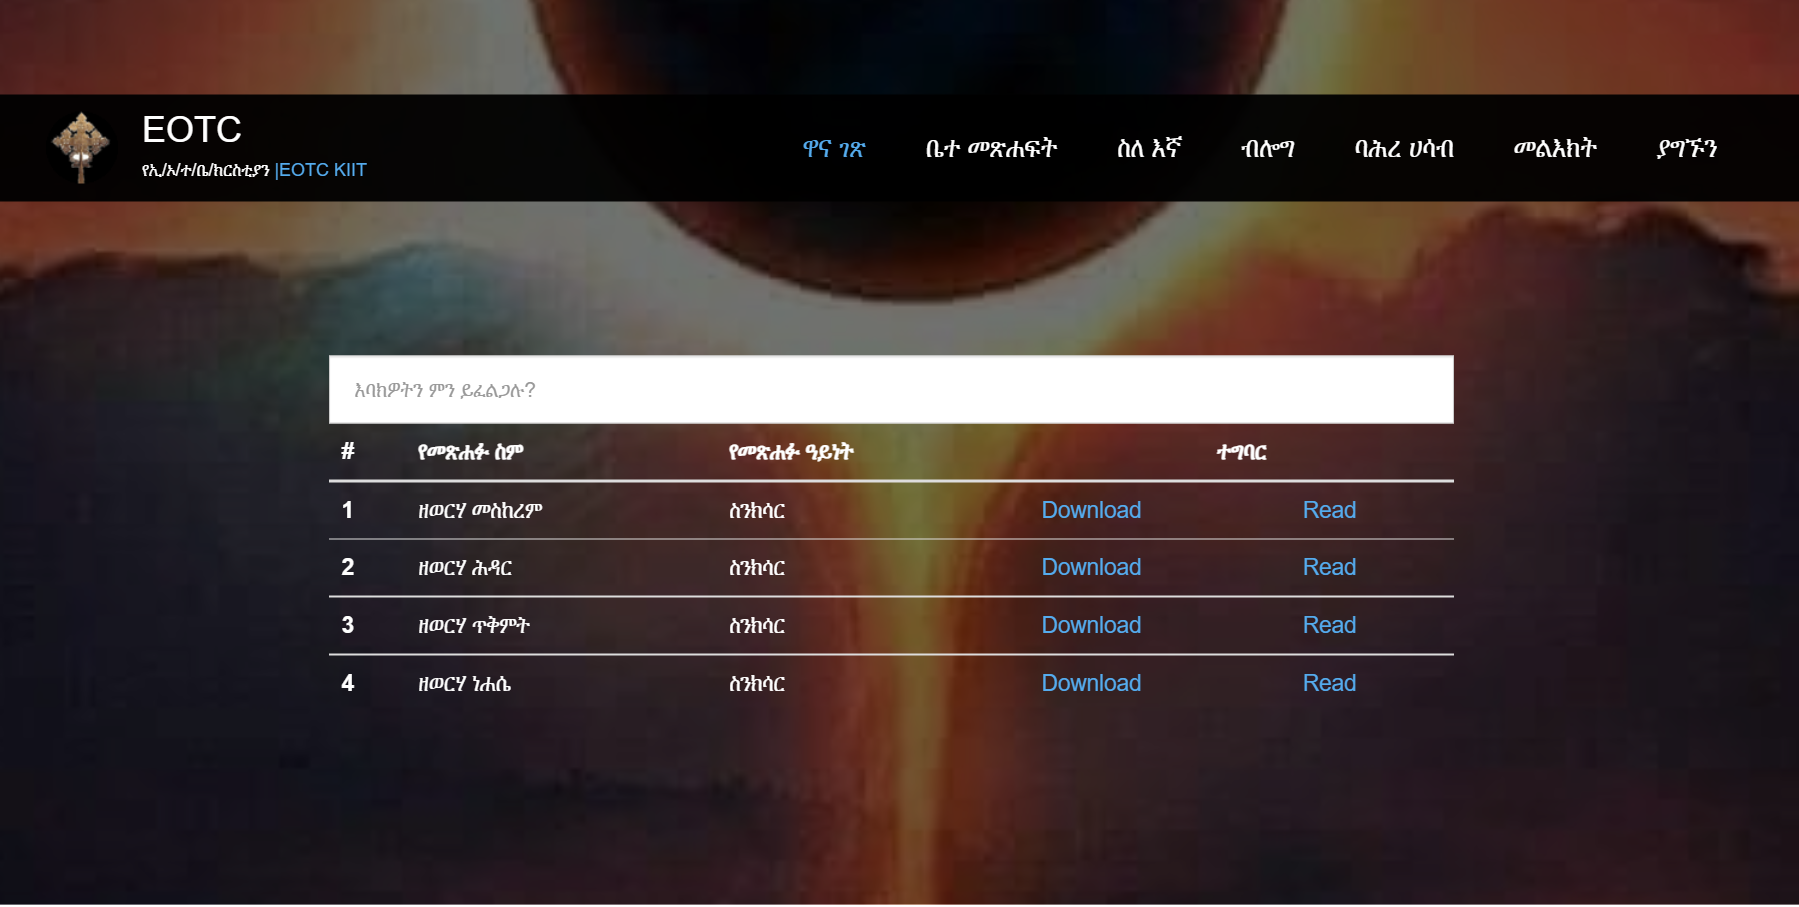 EOTC
የኢ/ኦ/ተ/ቤ/ክርስቲያን |EOTC KIIT
ዋና ገጽ ቤተ መጽሐፍት ስለ እኛ ብሎግ ባሕረ ሀሳብ መልእክት ያግኙን
እባክዎትን ምን ይፈልጋሉ?
# የመጽሐፉ ስም የመጽሐፉ ዓይነት ተግባር
1 ዘወርሃ መስከረም ስንክሳር Download Read
2 ዘወርሃ ሕዳር ስንክሳር Download Read
3 ዘወርሃ ጥቅምት ስንክሳር Download Read
4 ዘወርሃ ነሐሴ ስንክሳር Download Read